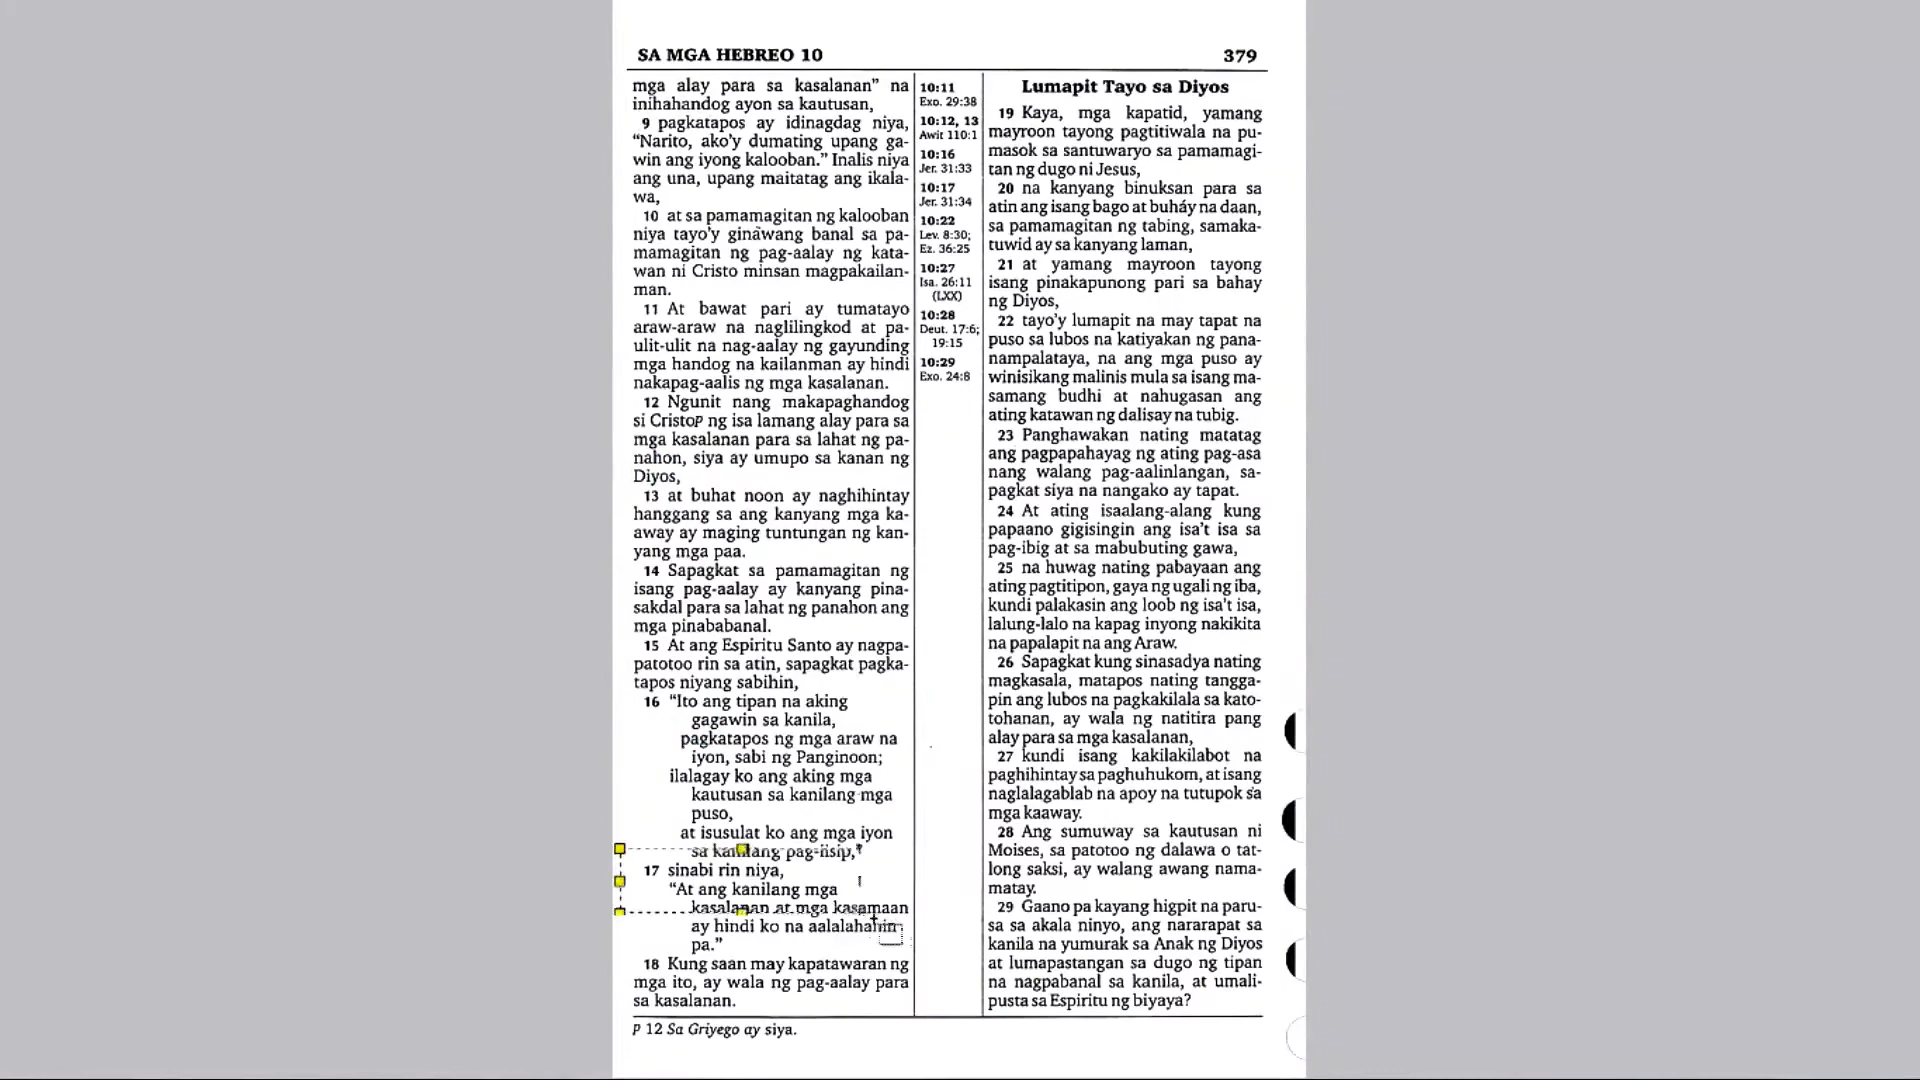 SA MGA HEBREO 10
379
mga alay para sa kasalanan” na
inihahandog ayon sa kautusan,
9 pagkatapos ay idinagdag niya,
“Narito, ako’y dumating upang ga-
win ang iyong kalooban.” Inalis niya
ang una, upang maitatag ang ikala-
wa,
10 at sa pamamagitan ng kalooban
niya tayo’y ginawang banal sa pa-
mamagitan ng pag-aalay ng kata-
wan ni Cristo minsan magpakailan-
man.
11 At bawat pari ay tumatayo
araw-araw na naglilingkod at pa-
ulit-ulit na nag-aalay ng gayunding
mga handog na kailanman ay hindi
nakapag-aalis ng mga kasalanan.
12 Ngunit nang makapaghandog
si Cristop ng isa lamang alay para sa
mga kasalanan para sa lahat ng pa-
nahon, siya ay umupo sa kanan ng
Diyos,
13 at buhat noon ay naghihintay
hanggang sa ang kanyang mga ka-
away ay maging tuntungan ng kan-
yang mga paa.
14 Sapagkat sa pamamagitan ng
isang pag-aalay ay kanyang pina-
sakdal para sa lahat ng panahon ang
mga pinababanal.
15 At ang Espiritu Santo ay nagpa-
patotoo rin sa atin, sapagkat pagka-
tapos niyang sabihin,
16 “Ito ang tipan na aking
gagawin sa kanila,
pagkatapos ng mga araw na
iyon, sabi ng Panginoon;
ilalagay ko ang aking mga
kautusan sa kanilang mga
puso,
at isusulat ko ang mga iyon
sa kanilang pag-iisip,”
17 sinabi rin niya,
“At ang kanilang mga
kasalanan at mga kasamaan
ay hindi ko na aalalahanin
pa.”
18 Kung saan may kapatawaran ng
mga ito, ay wala ng pag-aalay para
sa kasalanan.
10:11
Exo. 29:38
10:12, 13
Awit 110:1
10:16
Jer. 31:33
10:17
Jer. 31:34
10:22
Lev. 8:30;
Ez. 36:25
10:27
Isa. 26:11
(LXX)
10:28
Deut. 17:6;
19:15
10:29
Exo. 24:8
Lumapit Tayo sa Diyos
19 Kaya, mga kapatid, yamang
mayroon tayong pagtitiwala na pu-
masok sa santuwaryo sa pamamagi-
tan ng dugo ni Jesus,
20 na kanyang binuksan para sa
atin ang isang bago at buháy na daan,
sa pamamagitan ng tabing, samaka-
tuwid ay sa kanyang laman,
21 at yamang mayroon tayong
isang pinakapunong pari sa bahay
ng Diyos,
22 tayo’y lumapit na may tapat na
puso sa lubos na katiyakan ng pana-
nampalataya, na ang mga puso ay
winisikang malinis mula sa isang ma-
samang budhi at nahugasan ang
ating katawan ng dalisay na tubig.
23 Panghawakan nating matatag
ang pagpapahayag ng ating pag-asa
nang walang pag-aalinlangan, sa-
pagkat siya na nangako ay tapat.
24 At ating isaalang-alang kung
papaano gigisingin ang isa’t isa sa
pag-ibig at sa mabubuting gawa,
25 na huwag nating pabayaan ang
ating pagtitipon, gaya ng ugali ng iba,
kundi palakasin ang loob ng isa’t isa,
lalung-lalo na kapag inyong nakikita
na papalapit na ang Araw.
26 Sapagkat kung sinasadya nating
magkasala, matapos nating tangga-
pin ang lubos na pagkakilala sa kato-
tohanan, ay wala ng natitira pang
alay para sa mga kasalanan,
27 kundi isang kakilakilabot na
paghihintay sa paghuhukom, at isang
naglalagablab na apoy na tutupok sa
mga kaaway.
28 Ang sumuway sa kautusan ni
Moises, sa patotoo ng dalawa o tat-
long saksi, ay walang awang nama-
matay.
29 Gaano pa kayang higpit na paru-
sa sa akala ninyo, ang nararapat sa
kanila na yumurak sa Anak ng Diyos
at lumapastangan sa dugo ng tipan
na nagpabanal sa kanila, at umali-
pusta sa Espiritu ng biyaya?
p 12 Sa Griyego ay siya.